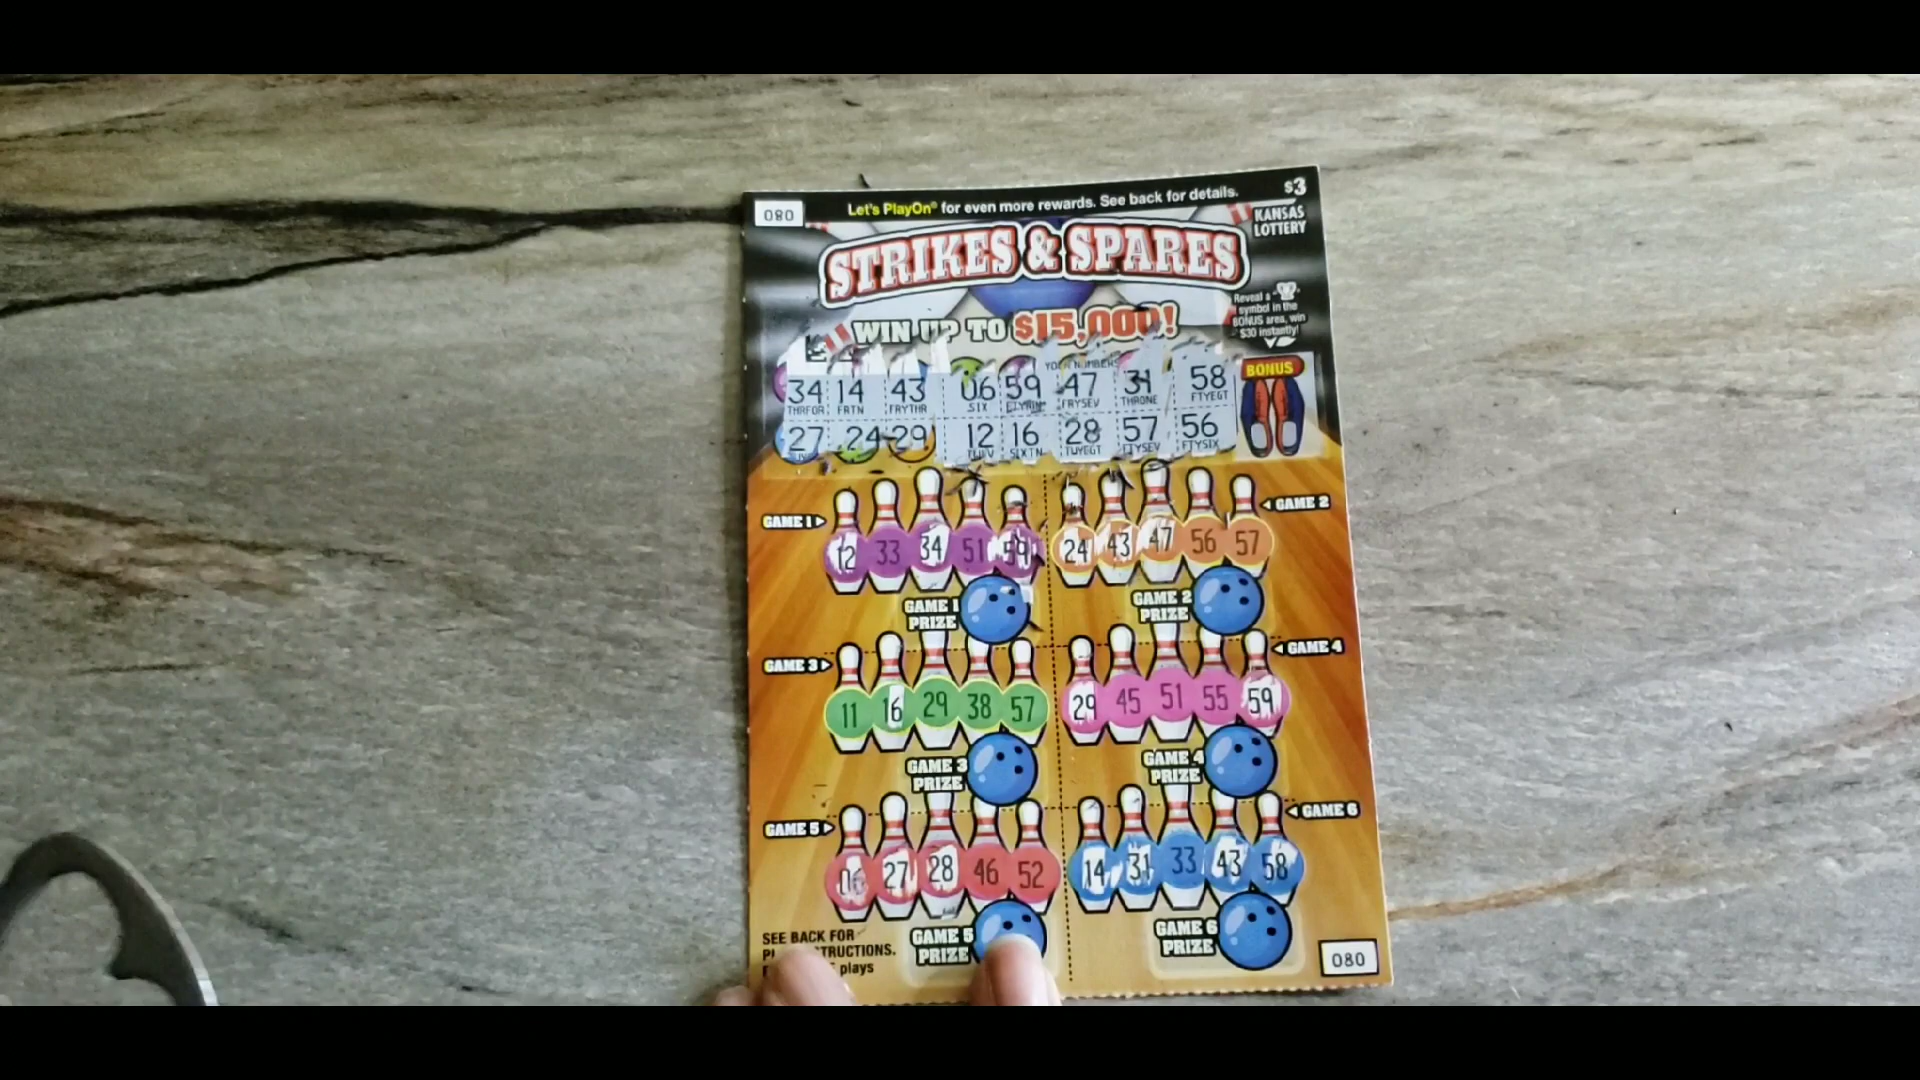 080
Let's PlayOn® for even more rewards. See back for details.
$3
KANSAS
LOTTERY
STRIKES & SPARES
WIN UP TO $15,000!
Reveal a
symbol in the
BONUS area, win
$30 instantly!
YOUR NUMBERS
BONUS
34 14 43 06 59 47 31 58
THRFOR FRTN FRYTHR SIX FRYSEV THRONE FTYEGT
27 24 29 12 16 28 57 56
SIXTN TWYEGT FTYSEV FTYSIX
GAME 1
12 33 34 51 59
GAME 1
PRIZE
GAME 2
24 43 47 56 57
GAME 2
PRIZE
GAME 3
11 16 29 38 57
GAME 3
PRIZE
GAME 4
29 45 51 55 59
GAME 4
PRIZE
GAME 5
06 27 28 46 52
GAME 5
PRIZE
GAME 6
14 31 33 43 58
GAME 6
PRIZE
SEE BACK FOR
plays
080